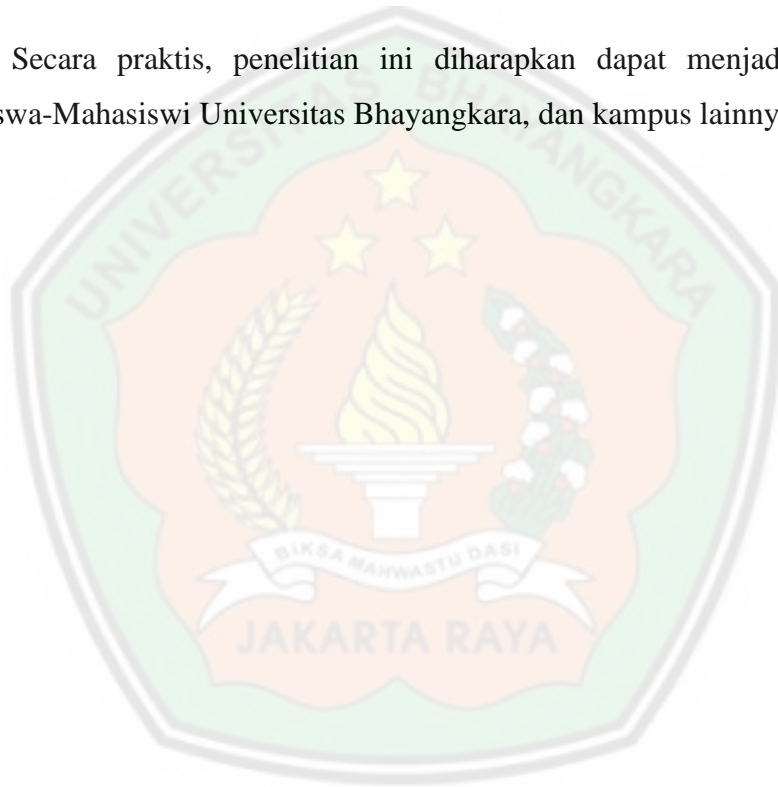 Secara praktis, penelitian ini diharapkan dapat menjad
swa-Mahasiswi Universitas Bhayangkara, dan kampus lainny
UNIVERSITAS BHAYANGKARA
BIKSA MAHWASTU DASI
JAKARTA RAYA